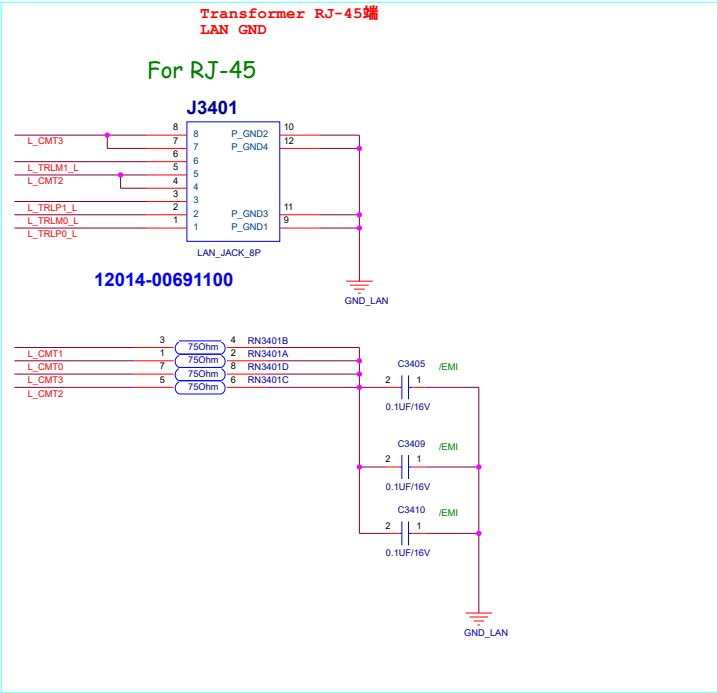 Transformer RJ-45端
LAN GND
For RJ-45
J3401
8 8 P_GND2 10
L_CMT3 7 7 P_GND4 12
6 6
L_TRLM1_L 5 5
L_CMT2 4 4
3 3
L_TRLP1_L 2 2 P_GND3 11
L_TRLM0_L 1 1 P_GND1 9
L_TRLP0_L
LAN_JACK_8P
12014-00691100
GND_LAN
3 75Ohm 4 RN3401B
L_CMT1 1 75Ohm 2 RN3401A
L_CMT0 7 75Ohm 8 RN3401D
L_CMT3 5 75Ohm 6 RN3401C
L_CMT2
C3405 /EMI
2 1
0.1UF/16V
C3409 /EMI
2 1
0.1UF/16V
C3410 /EMI
2 1
0.1UF/16V
GND_LAN